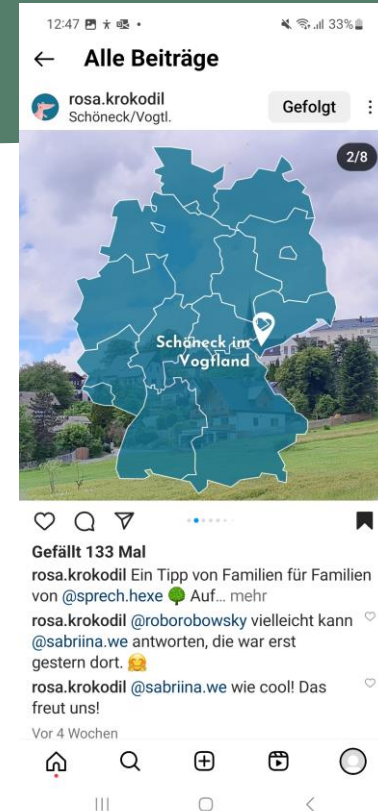 12:47
33%
Alle Beiträge
rosa.krokodil
Schöneck/Vogtl.
Gefolgt
2/8
Schöneck im
Vogtland
Gefällt 133 Mal
rosa.krokodil Ein Tipp von Familien für Familien
von @sprech.hexe 🌳 Auf... mehr
rosa.krokodil @roborobowsky vielleicht kann
@sabriina.we antworten, die war erst
gestern dort. 🤗
rosa.krokodil @sabriina.we wie cool! Das
freut uns!
Vor 4 Wochen